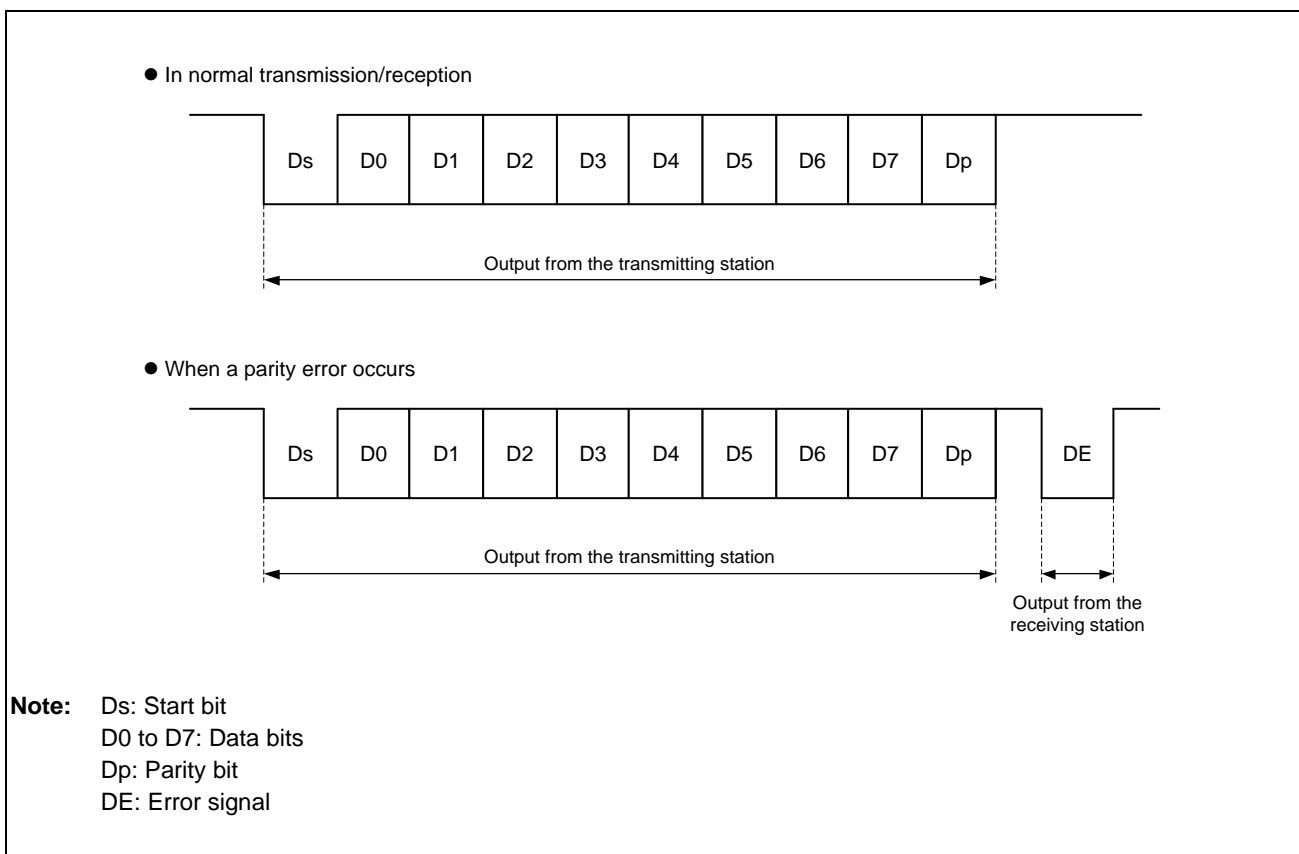 ● In normal transmission/reception
Ds D0 D1 D2 D3 D4 D5 D6 D7 Dp
Output from the transmitting station
● When a parity error occurs
Ds D0 D1 D2 D3 D4 D5 D6 D7 Dp DE
Output from the transmitting station
Output from the
receiving station
Note: Ds: Start bit
D0 to D7: Data bits
Dp: Parity bit
DE: Error signal